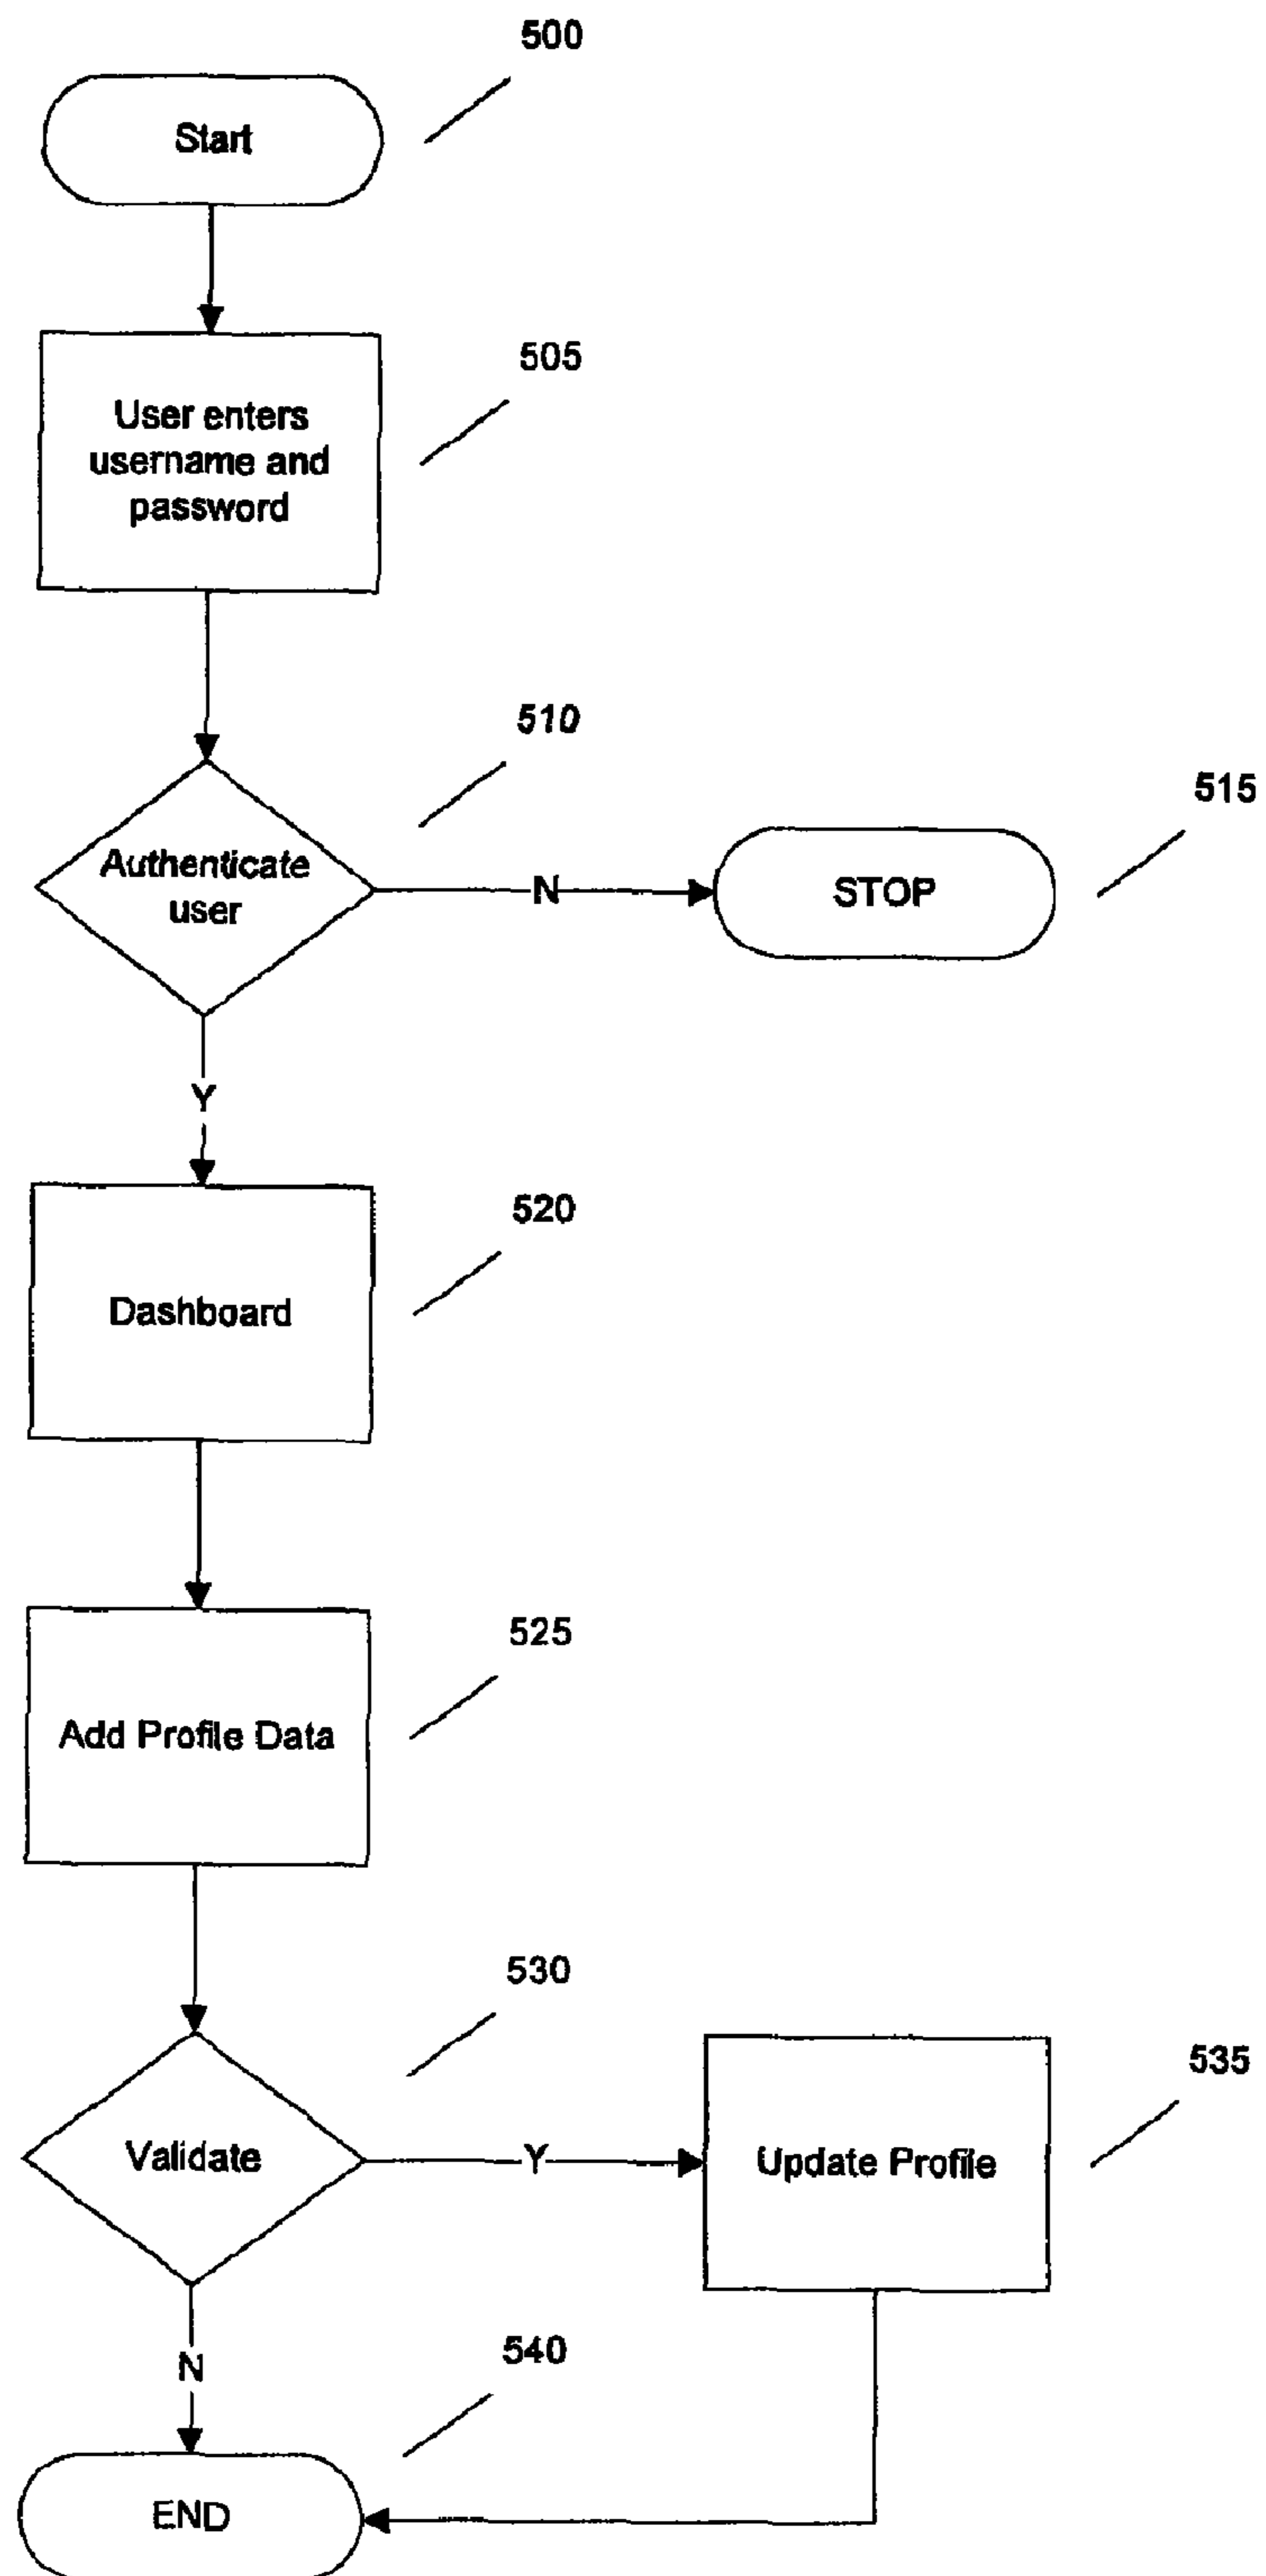 500
Start
505
User enters
username and
password
510
Authenticate
user
N
515
STOP
Y
520
Dashboard
525
Add Profile Data
530
Validate
Y
535
Update Profile
N
540
END